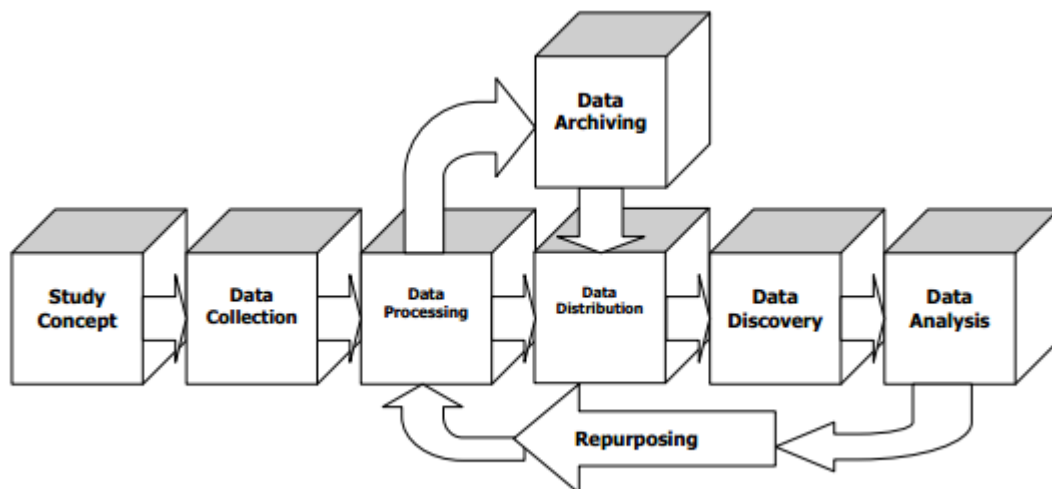 Data
Archiving
Study
Concept
Data
Collection
Data
Processing
Data
Distribution
Data
Discovery
Data
Analysis
Repurposing